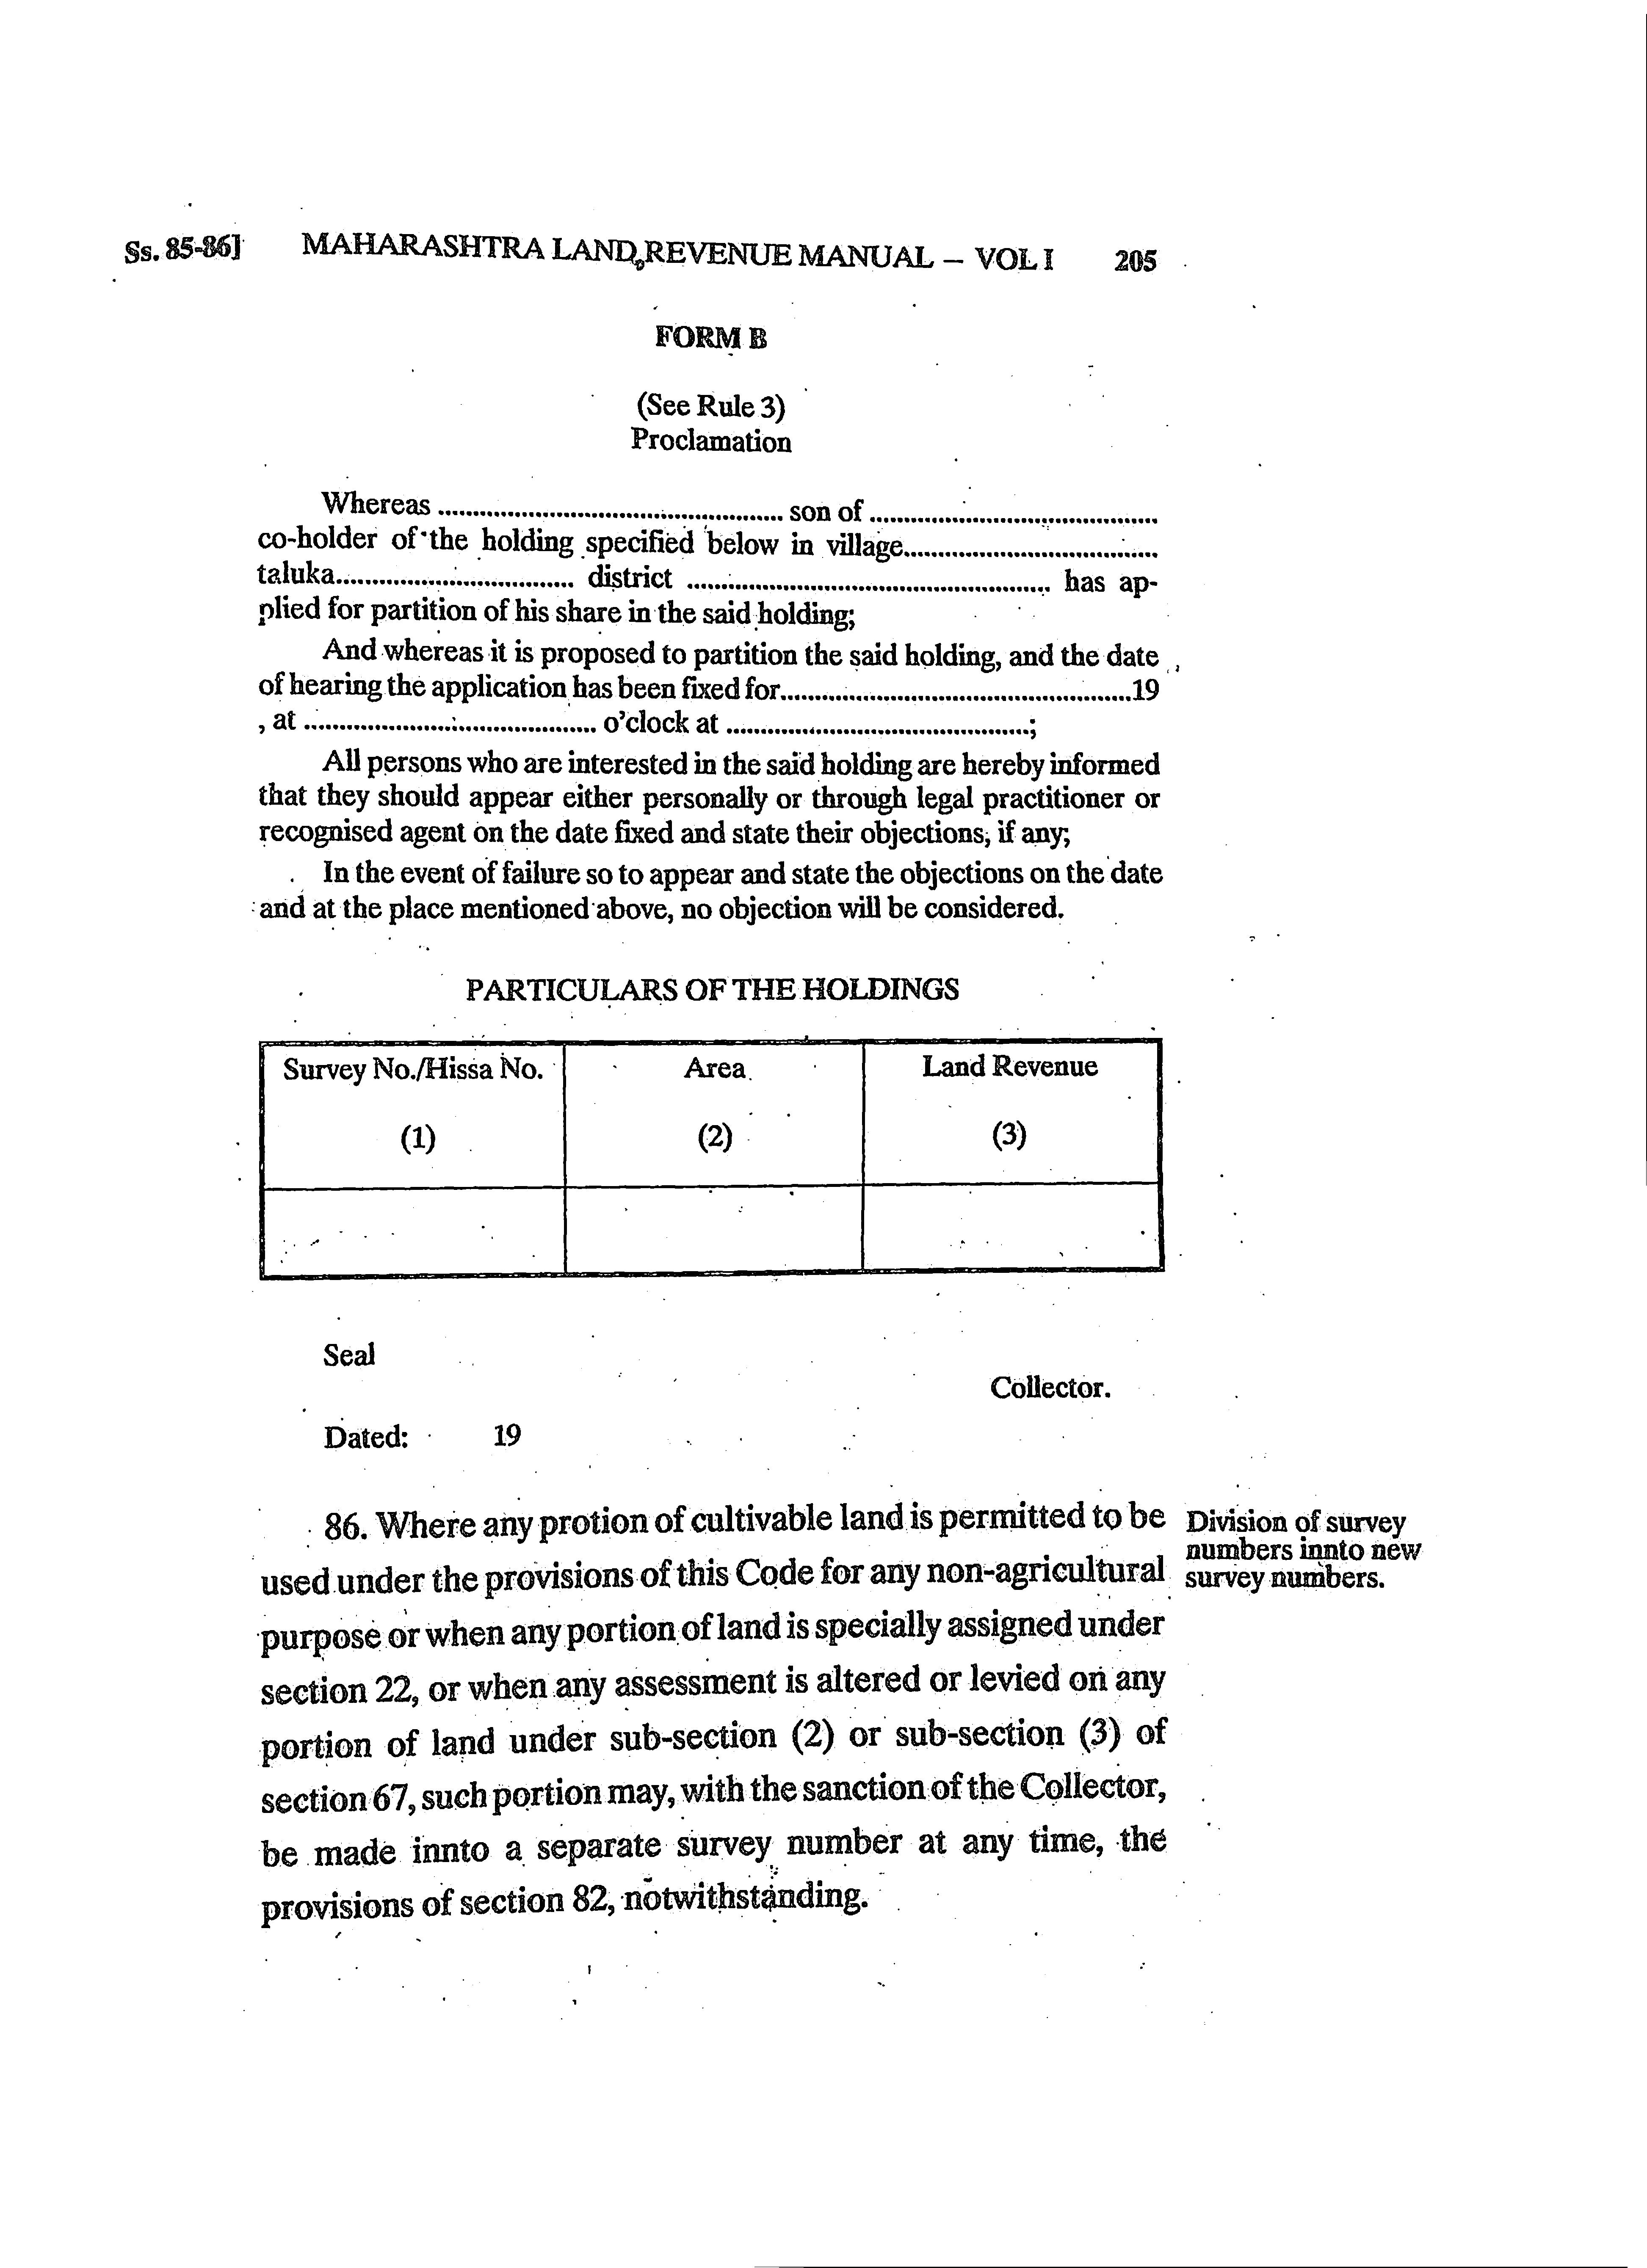 Ss. 85-86] MAHARASHTRA LAND REVENUE MANUAL – VOL I 205
FORM B
(See Rule 3)
Proclamation
Whereas .................................................. son of ..........................................
co-holder of the holding specified below in village.....................................
taluka.................................. district ..................................................... has ap-
plied for partition of his share in the said holding;
And whereas it is proposed to partition the said holding, and the date
of hearing the application has been fixed for...................................................19
, at ........................................... o'clock at ............................................;
All persons who are interested in the said holding are hereby informed
that they should appear either personally or through legal practitioner or
recognised agent on the date fixed and state their objections, if any;
In the event of failure so to appear and state the objections on the date
and at the place mentioned above, no objection will be considered.
PARTICULARS OF THE HOLDINGS
Survey No./Hissa No. Area Land Revenue
(1) (2) (3)
Seal
Collector.
Dated: 19
86. Where any protion of cultivable land is permitted to be
used under the provisions of this Code for any non-agricultural
purpose or when any portion of land is specially assigned under
section 22, or when any assessment is altered or levied on any
portion of land under sub-section (2) or sub-section (3) of
section 67, such portion may, with the sanction of the Collector,
be made innto a separate survey number at any time, the
provisions of section 82, notwithstanding.
Division of survey
numbers innto new
survey numbers.